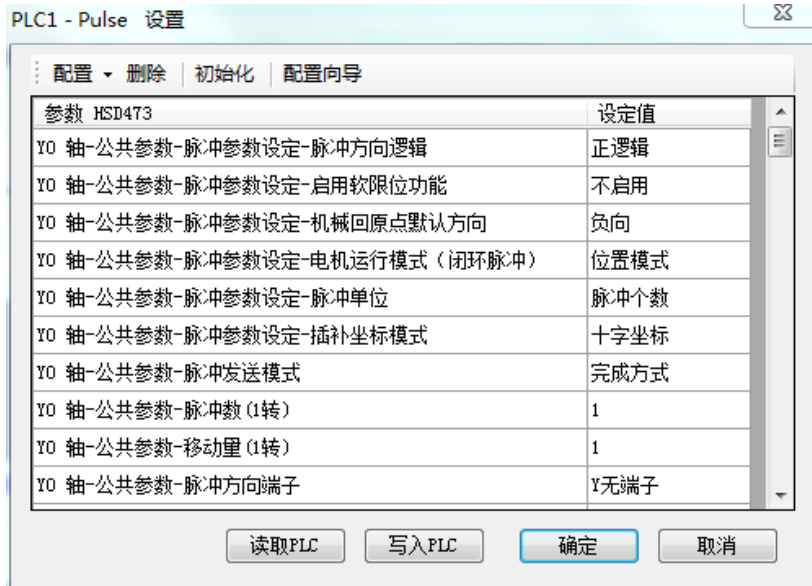 PLC1 - Pulse 设置
配置 删除 初始化 配置向导
参数 HSD473 设定值
Y0 轴-公共参数-脉冲参数设定-脉冲方向逻辑 正逻辑
Y0 轴-公共参数-脉冲参数设定-启用软限位功能 不启用
Y0 轴-公共参数-脉冲参数设定-机械回原点默认方向 负向
Y0 轴-公共参数-脉冲参数设定-电机运行模式（闭环脉冲） 位置模式
Y0 轴-公共参数-脉冲参数设定-脉冲单位 脉冲个数
Y0 轴-公共参数-脉冲参数设定-插补坐标模式 十字坐标
Y0 轴-公共参数-脉冲发送模式 完成方式
Y0 轴-公共参数-脉冲数(1转) 1
Y0 轴-公共参数-移动量(1转) 1
Y0 轴-公共参数-脉冲方向端子 Y无端子
读取PLC 写入PLC 确定 取消